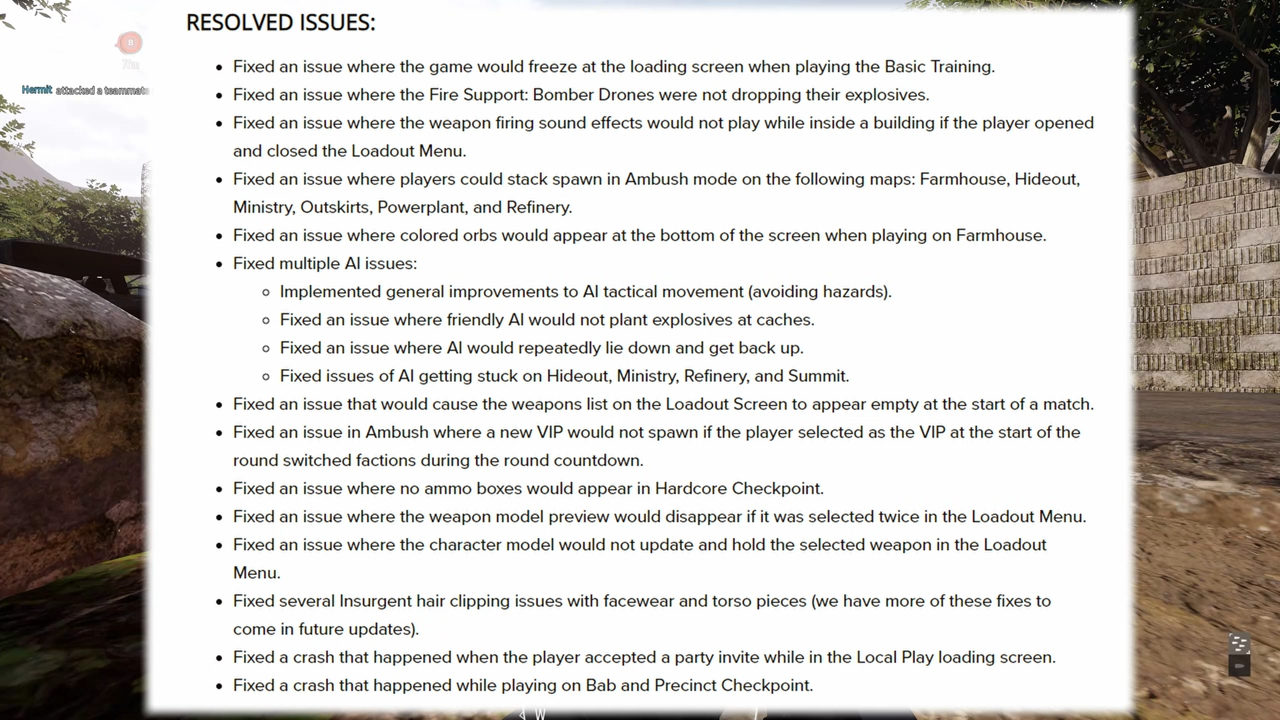 RESOLVED ISSUES:
B
Hermit attacked a teammate
Fixed an issue where the game would freeze at the loading screen when playing the Basic Training.
Fixed an issue where the Fire Support: Bomber Drones were not dropping their explosives.
Fixed an issue where the weapon firing sound effects would not play while inside a building if the player opened
and closed the Loadout Menu.
Fixed an issue where players could stack spawn in Ambush mode on the following maps: Farmhouse, Hideout,
Ministry, Outskirts, Powerplant, and Refinery.
Fixed an issue where colored orbs would appear at the bottom of the screen when playing on Farmhouse.
Fixed multiple AI issues:
Implemented general improvements to AI tactical movement (avoiding hazards).
Fixed an issue where friendly AI would not plant explosives at caches.
Fixed an issue where AI would repeatedly lie down and get back up.
Fixed issues of AI getting stuck on Hideout, Ministry, Refinery, and Summit.
Fixed an issue that would cause the weapons list on the Loadout Screen to appear empty at the start of a match.
Fixed an issue in Ambush where a new VIP would not spawn if the player selected as the VIP at the start of the
round switched factions during the round countdown.
Fixed an issue where no ammo boxes would appear in Hardcore Checkpoint.
Fixed an issue where the weapon model preview would disappear if it was selected twice in the Loadout Menu.
Fixed an issue where the character model would not update and hold the selected weapon in the Loadout
Menu.
Fixed several Insurgent hair clipping issues with facewear and torso pieces (we have more of these fixes to
come in future updates).
Fixed a crash that happened when the player accepted a party invite while in the Local Play loading screen.
Fixed a crash that happened while playing on Bab and Precinct Checkpoint.
W